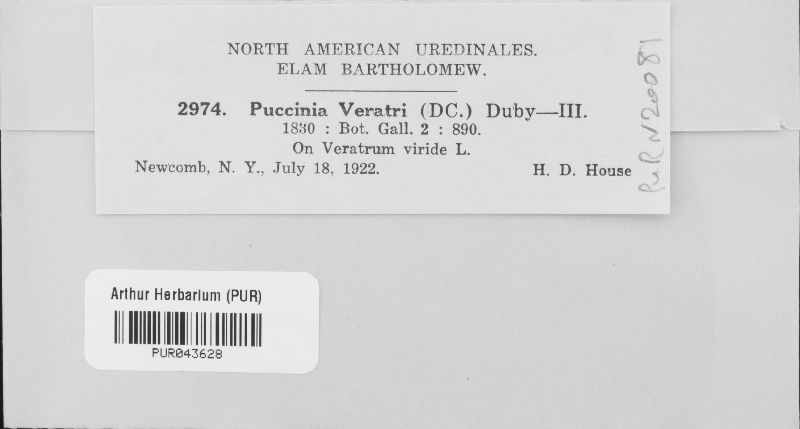 NORTH AMERICAN UREDINALES.
ELAM BARTHOLOMEW.
2974. Puccinia Veratri (DC.) Duby—III.
1830 : Bot. Gall. 2 : 890.
On Veratrum viride L.
Newcomb, N. Y., July 18, 1922. H. D. House
PUR N20081
Arthur Herbarium (PUR)
PUR043628